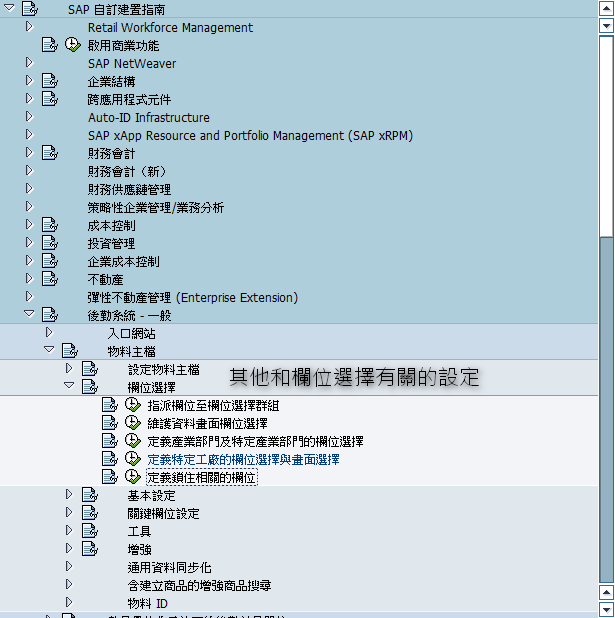 SAP 自訂建置指南
Retail Workforce Management
啟用商業功能
SAP NetWeaver
企業結構
跨應用程式元件
Auto-ID Infrastructure
SAP xApp Resource and Portfolio Management (SAP xRPM)
財務會計
財務會計（新）
財務供應鏈管理
策略性企業管理/業務分析
成本控制
投資管理
企業成本控制
不動產
彈性不動產管理 (Enterprise Extension)
後勤系統 - 一般
入口網站
物料主檔
設定物料主檔
其他和欄位選擇有關的設定
欄位選擇
指派欄位至欄位選擇群組
維護資料畫面欄位選擇
定義產業部門及特定產業部門的欄位選擇
定義特定工廠的欄位選擇與畫面選擇
定義鎖住相關的欄位
基本設定
關鍵欄位設定
工具
增強
通用資料同步化
含建立商品的增強商品搜尋
物料 ID